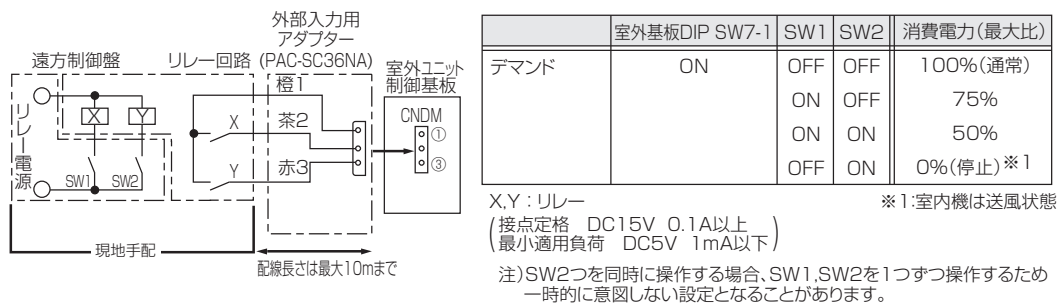 外部入力用
アダプター
(PAC-SC36NA)
遠方制御盤
リレー回路
室外ユニット
制御基板
リレー電源
X
Y
SW1
SW2
X
Y
橙1
茶2
赤3
CNDM
①
③
現地手配
配線長さは最大10mまで
室外基板DIP SW7-1 SW1 SW2 消費電力(最大比)
デマンド ON OFF OFF 100%(通常)
ON OFF 75%
ON ON 50%
OFF ON 0%(停止)※1
X,Y:リレー
※1:室内機は送風状態
(接点定格 DC15V 0.1A以上
最小適用負荷 DC5V 1mA以下)
注)SW2つを同時に操作する場合、SW1,SW2を1つずつ操作するため
一時的に意図しない設定となることがあります。